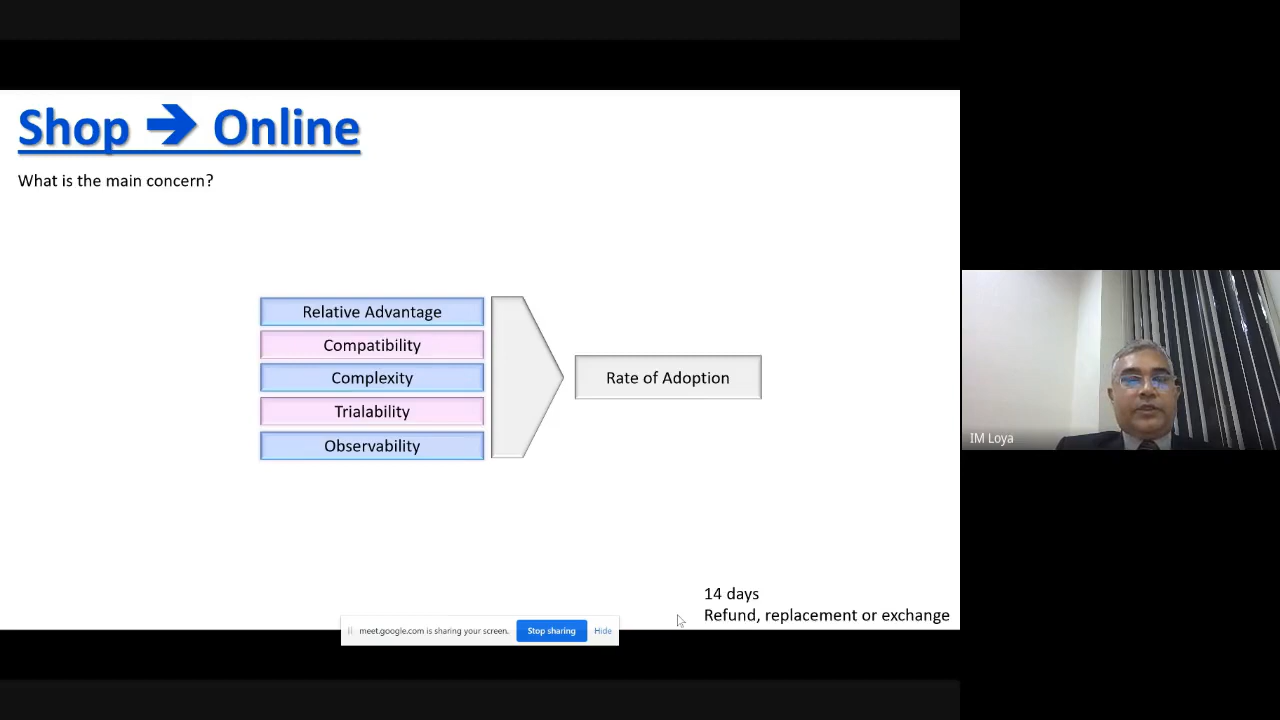 Shop → Online
What is the main concern?
Relative Advantage
Compatibility
Complexity
Trialability
Observability
Rate of Adoption
14 days
Refund, replacement or exchange
meet.google.com is sharing your screen.
Stop sharing
Hide
IM Loya